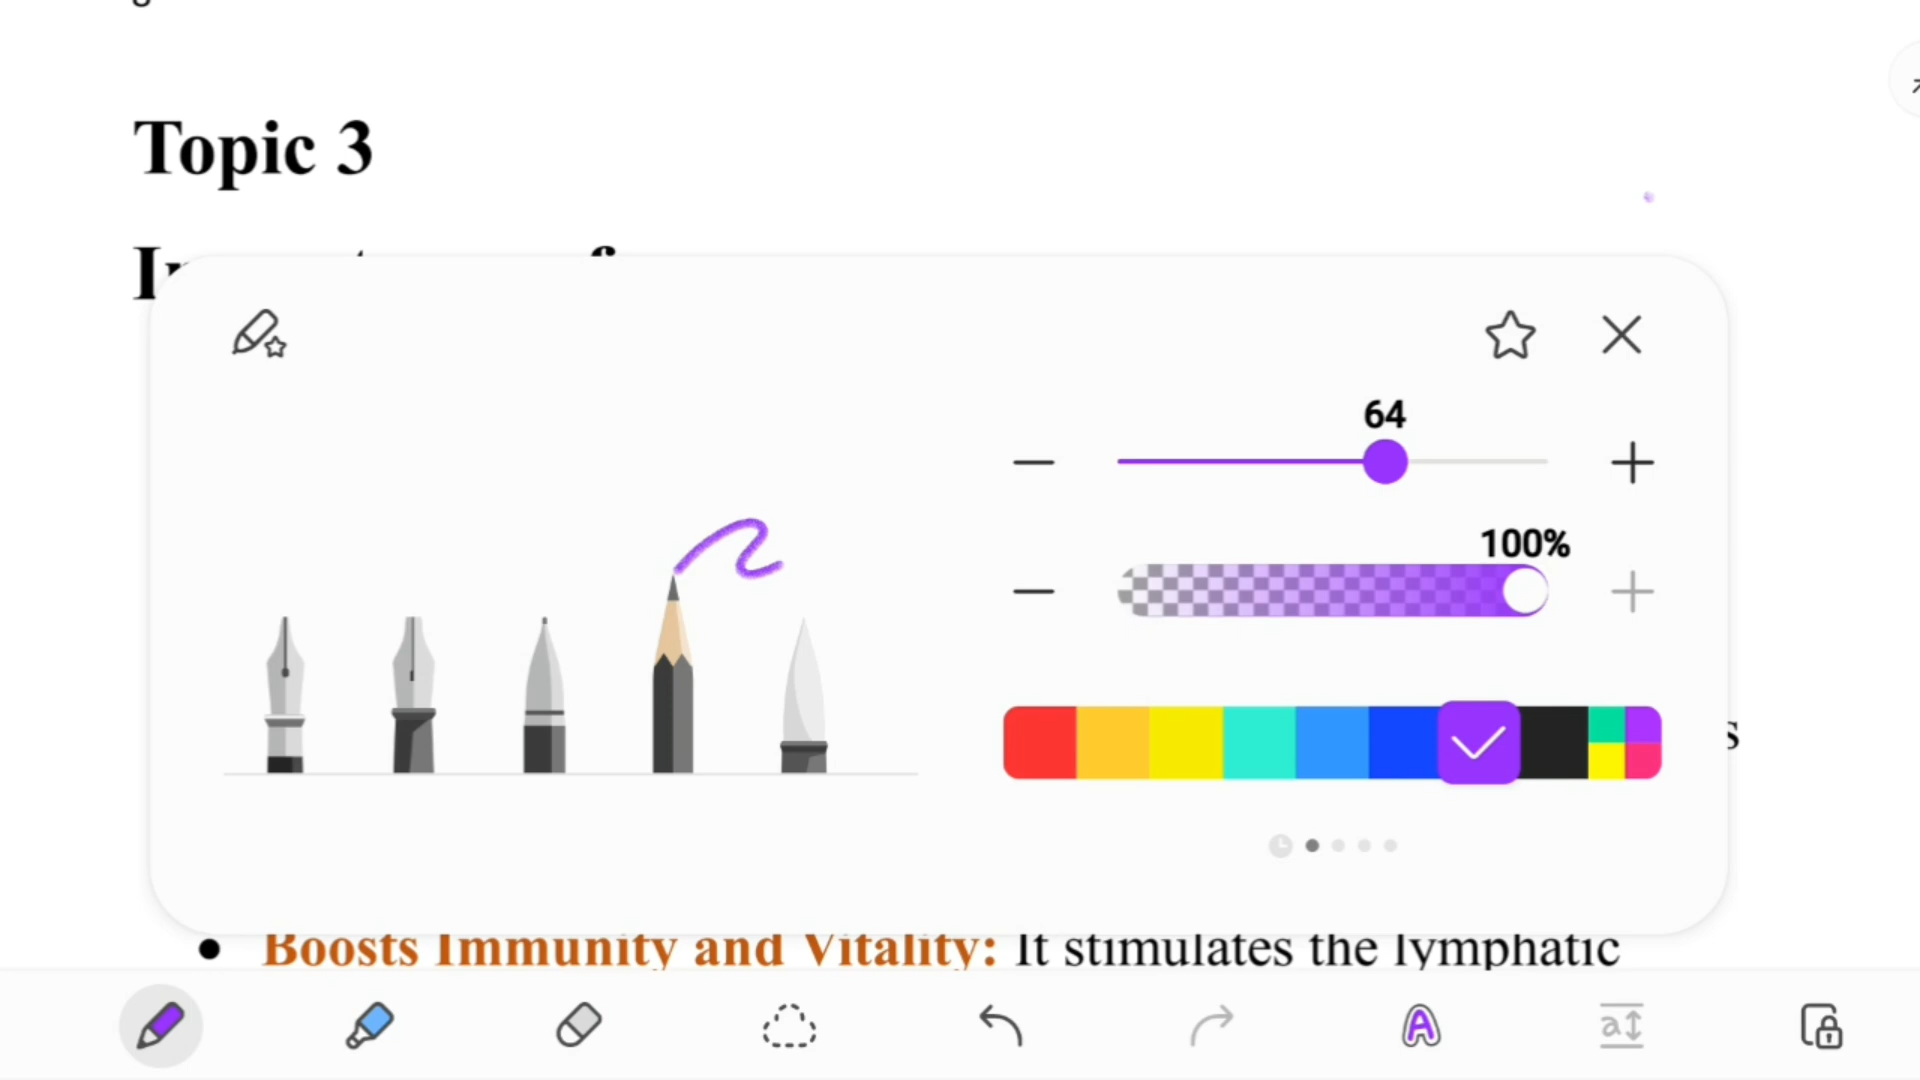 Topic 3
64
100%
s
Boosts Immunity and Vitality: It stimulates the lymphatic
A
a